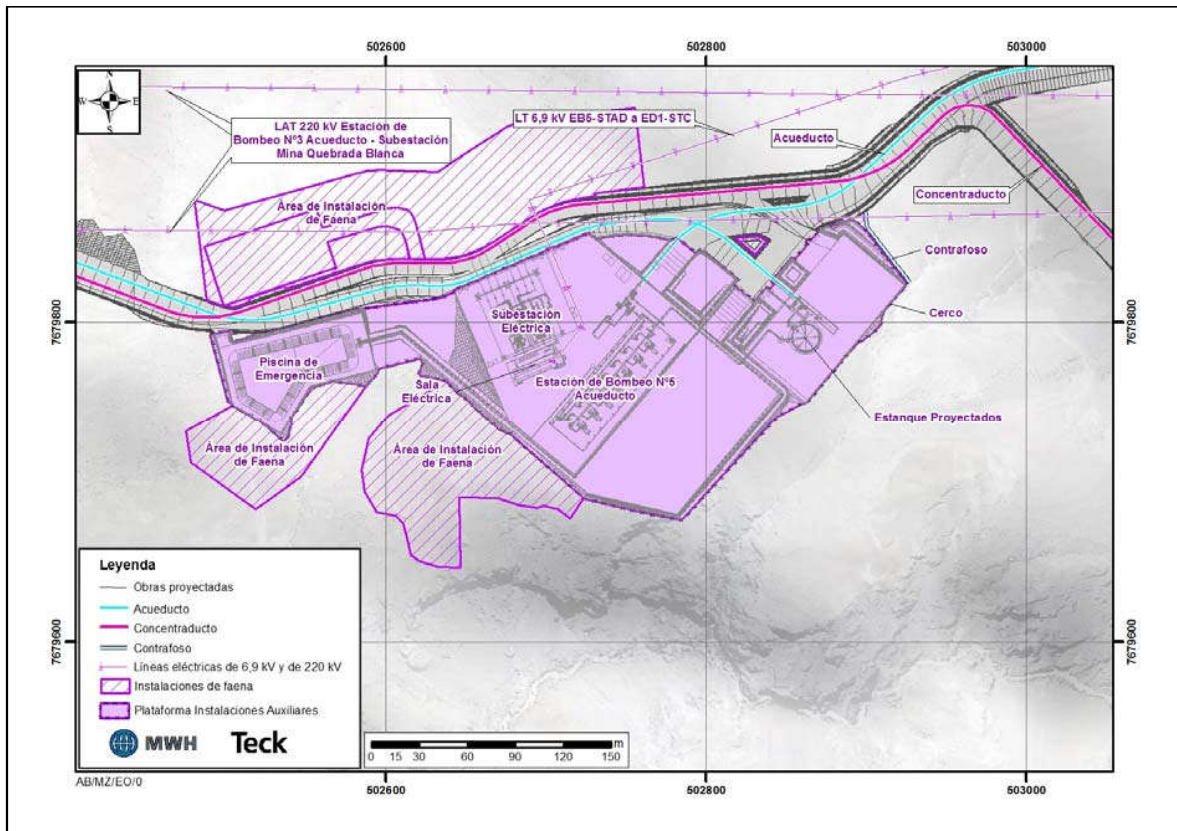 502600
502800
503000
N
W
E
S
LAT 220 kV Estación de
Bombeo Nº3 Acueducto - Subestación
Mina Quebrada Blanca
LT 6,9 kV EB5-STAD a ED1-STC
Acueducto
Concentraducto
Área de Instalación
de Faena
Contrafoso
Cerco
7679800
7679800
Subestación
Eléctrica
Piscina de
Emergencia
Sala
Eléctrica
Estación de Bombeo Nº5
Acueducto
Estanque Proyectados
Área de Instalación
de Faena
Área de Instalación
de Faena
Leyenda
Obras proyectadas
Acueducto
Concentraducto
Contrafoso
Líneas eléctricas de 6,9 kV y de 220 kV
Instalaciones de faena
Plataforma Instalaciones Auxiliares
MWH
Teck
7679600
7679600
m
0 15 30 60 90 120 150
AB/MZ/EO/0
502600
502800
503000